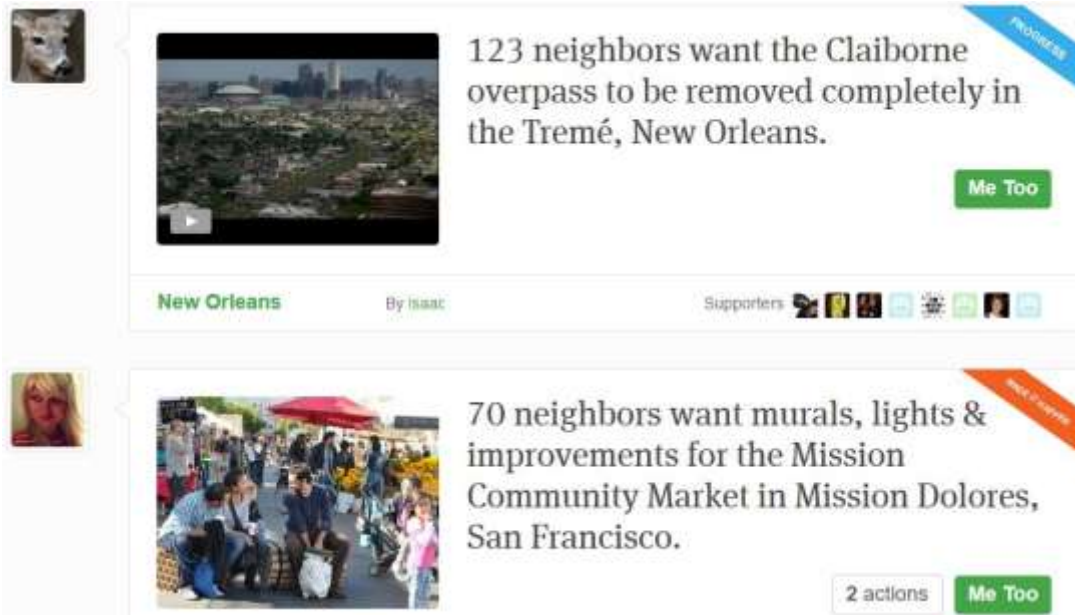 PROGRESS
123 neighbors want the Claiborne
overpass to be removed completely in
the Tremé, New Orleans.
Me Too
New Orleans
By Isaac
Supporters
70 neighbors want murals, lights &
improvements for the Mission
Community Market in Mission Dolores,
San Francisco.
2 actions
Me Too